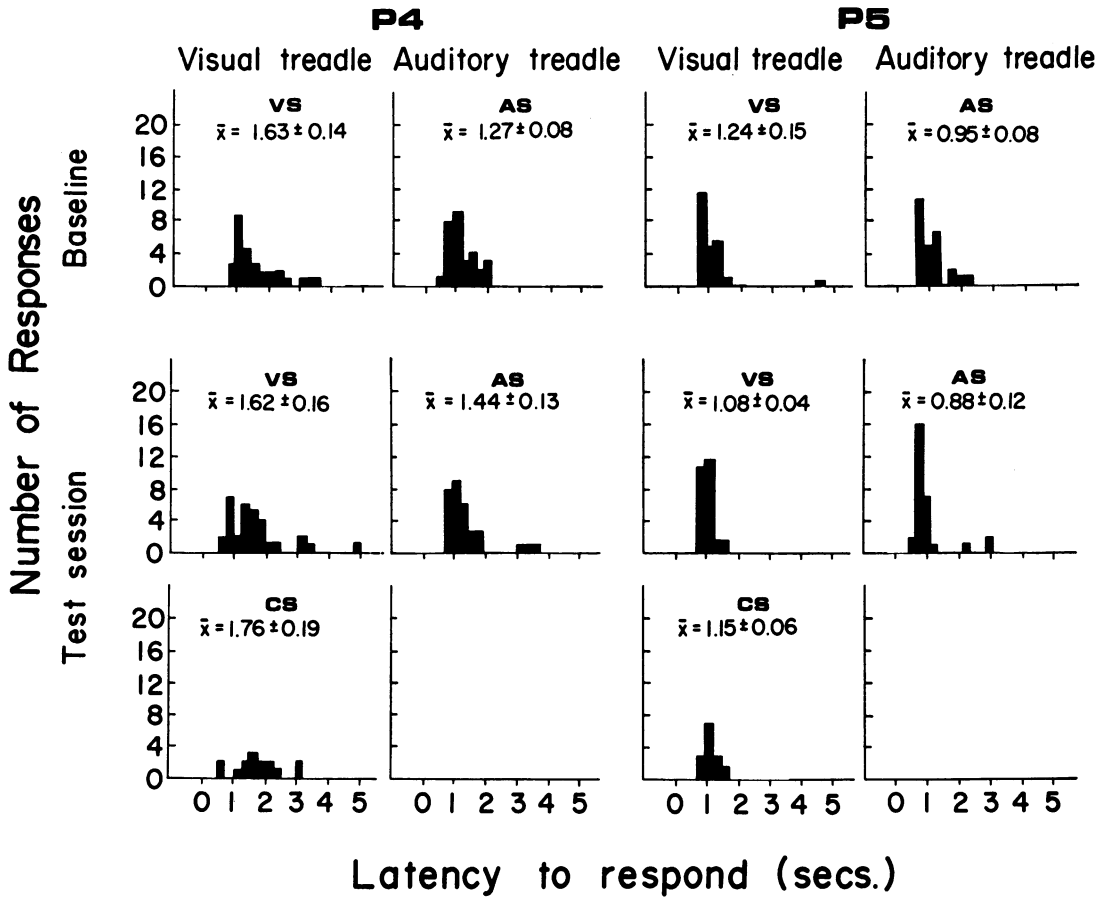 P4 P5
Visual treadle Auditory treadle Visual treadle Auditory treadle
Number of Responses
Baseline
20
16
12
8
4
0
VS
x̄ = 1.63 ± 0.14
AS
x̄ = 1.27 ± 0.08
VS
x̄ = 1.24 ± 0.15
AS
x̄ = 0.95 ± 0.08
Test session
20
16
12
8
4
0
VS
x̄ = 1.62 ± 0.16
AS
x̄ = 1.44 ± 0.13
VS
x̄ = 1.08 ± 0.04
AS
x̄ = 0.88 ± 0.12
20
16
12
8
4
0
CS
x̄ = 1.76 ± 0.19
CS
x̄ = 1.15 ± 0.06
0 1 2 3 4 5 0 1 2 3 4 5 0 1 2 3 4 5 0 1 2 3 4 5
Latency to respond (secs.)